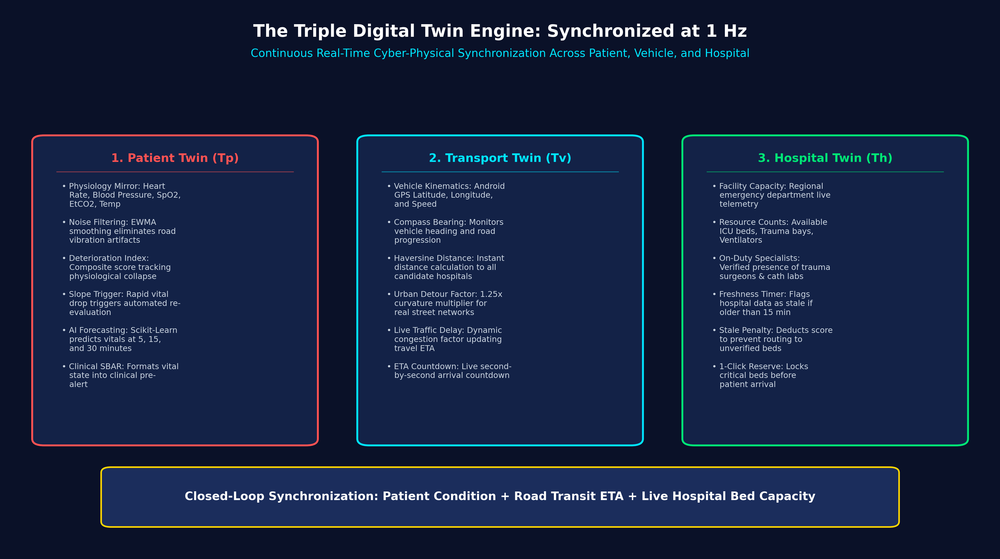 The Triple Digital Twin Engine: Synchronized at 1 Hz
Continuous Real-Time Cyber-Physical Synchronization Across Patient, Vehicle, and Hospital
1. Patient Twin (Tp)
• Physiology Mirror: Heart
Rate, Blood Pressure, SpO2,
EtCO2, Temp
• Noise Filtering: EWMA
smoothing eliminates road
vibration artifacts
• Deterioration Index:
Composite score tracking
physiological collapse
• Slope Trigger: Rapid vital
drop triggers automated re-
evaluation
• AI Forecasting: Scikit-Learn
predicts vitals at 5, 15,
and 30 minutes
• Clinical SBAR: Formats vital
state into clinical pre-
alert
2. Transport Twin (Tv)
• Vehicle Kinematics: Android
GPS Latitude, Longitude,
and Speed
• Compass Bearing: Monitors
vehicle heading and road
progression
• Haversine Distance: Instant
distance calculation to all
candidate hospitals
• Urban Detour Factor: 1.25x
curvature multiplier for
real street networks
• Live Traffic Delay: Dynamic
congestion factor updating
travel ETA
• ETA Countdown: Live second-
by-second arrival countdown
3. Hospital Twin (Th)
• Facility Capacity: Regional
emergency department live
telemetry
• Resource Counts: Available
ICU beds, Trauma bays,
Ventilators
• On-Duty Specialists:
Verified presence of trauma
surgeons & cath labs
• Freshness Timer: Flags
hospital data as stale if
older than 15 min
• Stale Penalty: Deducts score
to prevent routing to
unverified beds
• 1-Click Reserve: Locks
critical beds before
patient arrival
Closed-Loop Synchronization: Patient Condition + Road Transit ETA + Live Hospital Bed Capacity